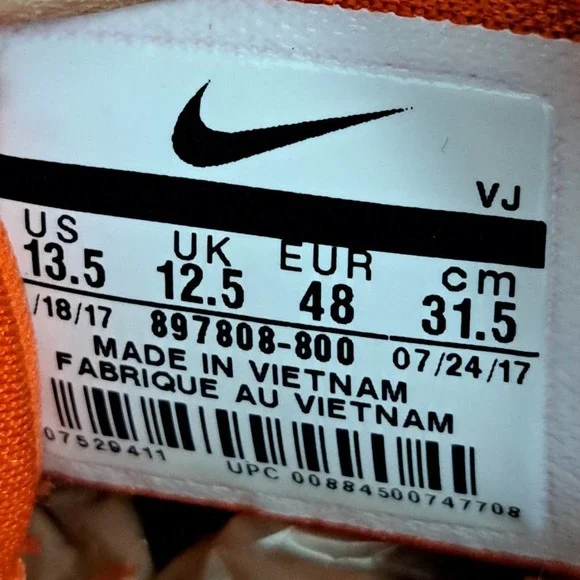 VJ
US UK EUR cm
13.5 12.5 48 31.5
/18/17 897808-800 07/24/17
MADE IN VIETNAM
FABRIQUE AU VIETNAM
07529411 UPC 00884500747708